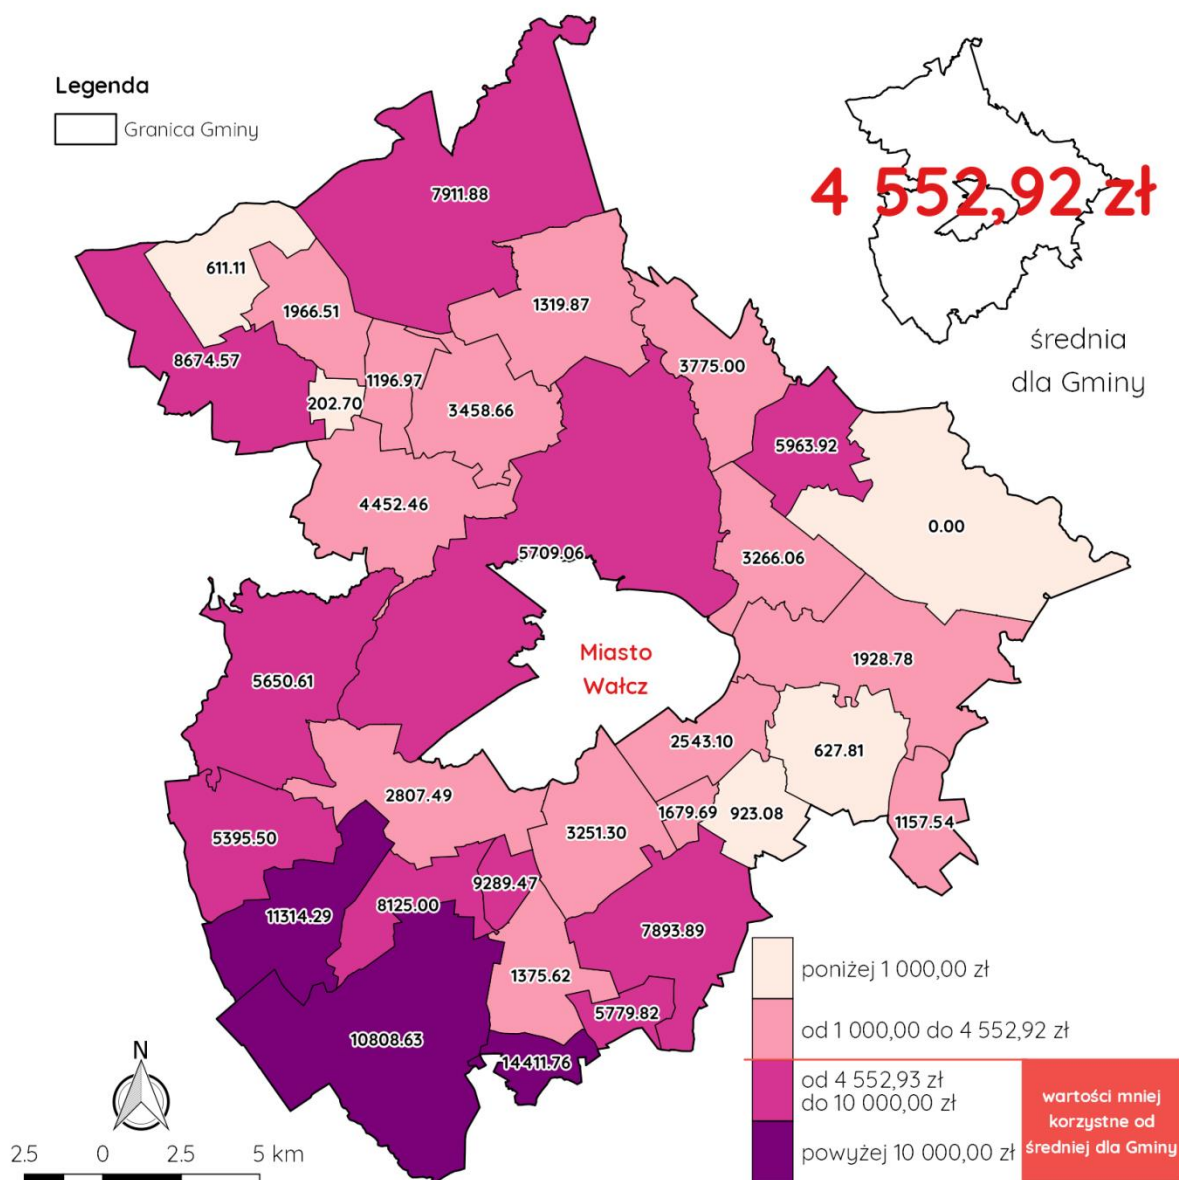 Legenda
Granica Gminy
4 552,92 zł
średnia
dla Gminy
7911.88
611.11
1966.51
1319.87
8674.57
3775.00
1196.97
202.70
3458.66
5963.92
4452.46
0.00
5709.06
3266.06
Miasto
Wałcz
1928.78
5650.61
2543.10
627.81
2807.49
1679.69
923.08
1157.54
5395.50
3251.30
9289.47
8125.00
11314.29
7893.89
1375.62
5779.82
10808.63
14411.76
poniżej 1 000,00 zł
od 1 000,00 do 4 552,92 zł
od 4 552,93 zł
do 10 000,00 zł
powyżej 10 000,00 zł
wartości mniej
korzystne od
średniej dla Gminy
N
2.5 0 2.5 5 km